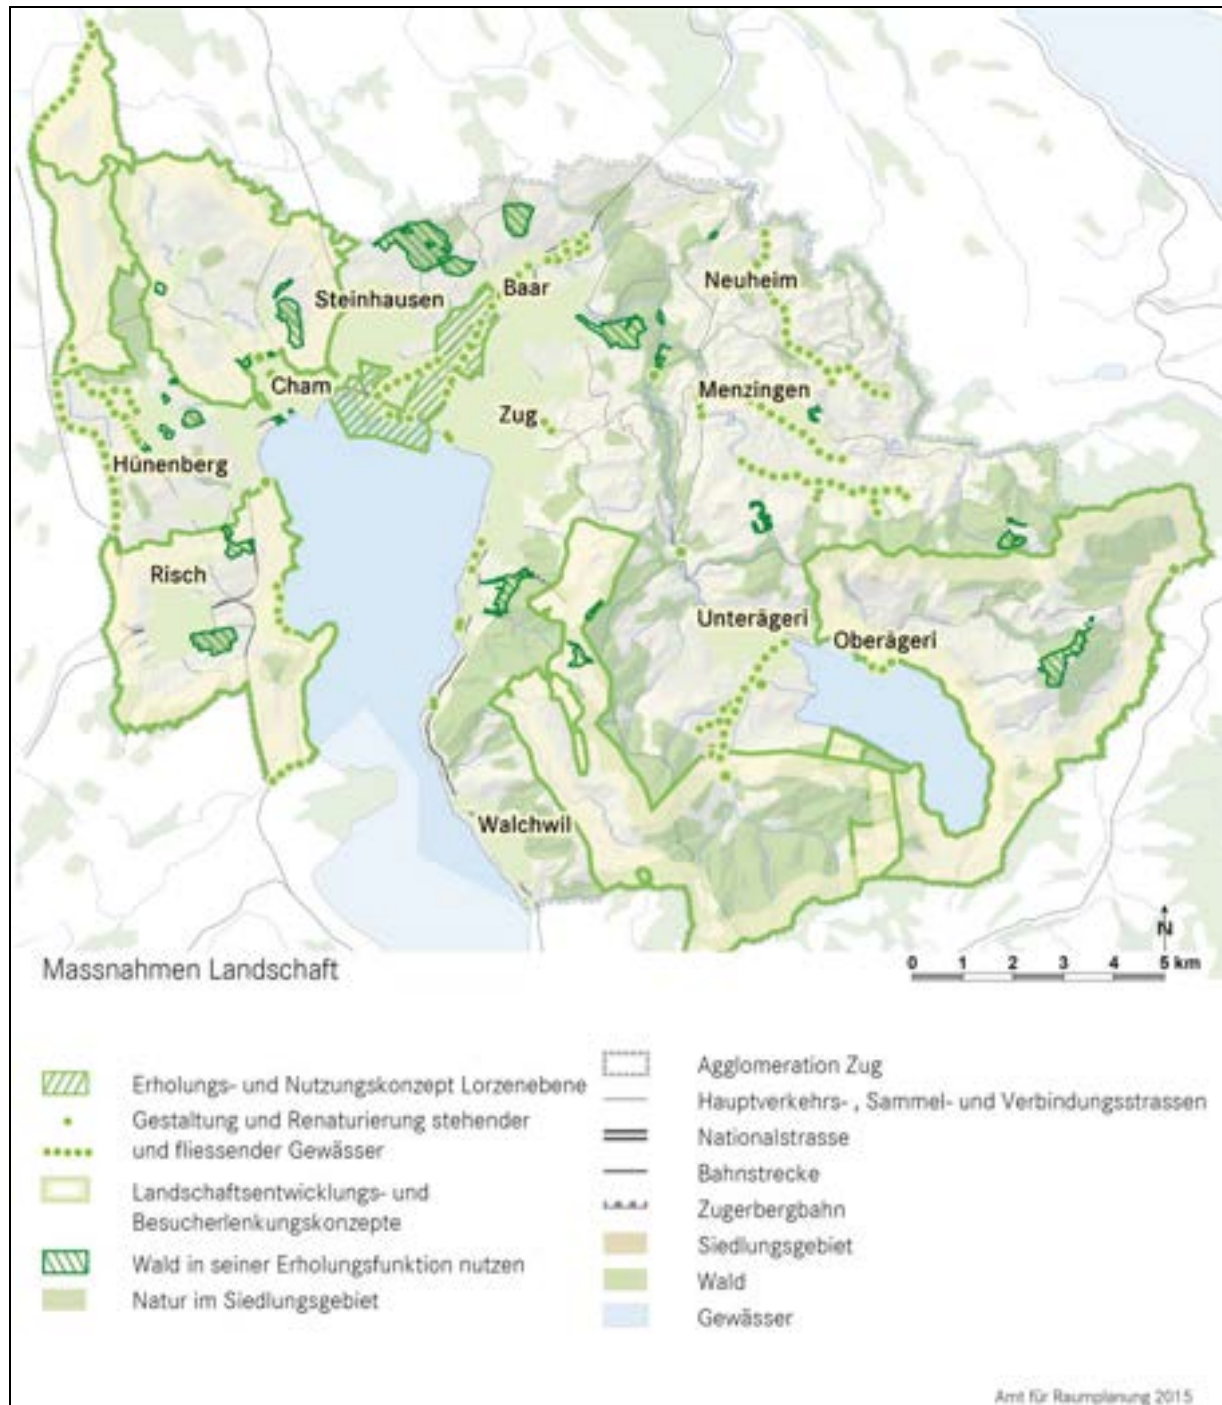 Steinhausen
Baar
Neuheim
Cham
Menzingen
Zug
Hünenberg
Risch
Unterägeri
Oberägeri
Walchwil
N
Massnahmen Landschaft
0 1 2 3 4 5 km
Erholungs- und Nutzungskonzept Lorzenebene
Gestaltung und Renaturierung stehender
und fliessender Gewässer
Landschaftsentwicklungs- und
Besucherlenkungskonzepte
Wald in seiner Erholungsfunktion nutzen
Natur im Siedlungsgebiet
Agglomeration Zug
Hauptverkehrs- , Sammel- und Verbindungsstrassen
Nationalstrasse
Bahnstrecke
Zugerbergbahn
Siedlungsgebiet
Wald
Gewässer
Amt für Raumplanung 2015